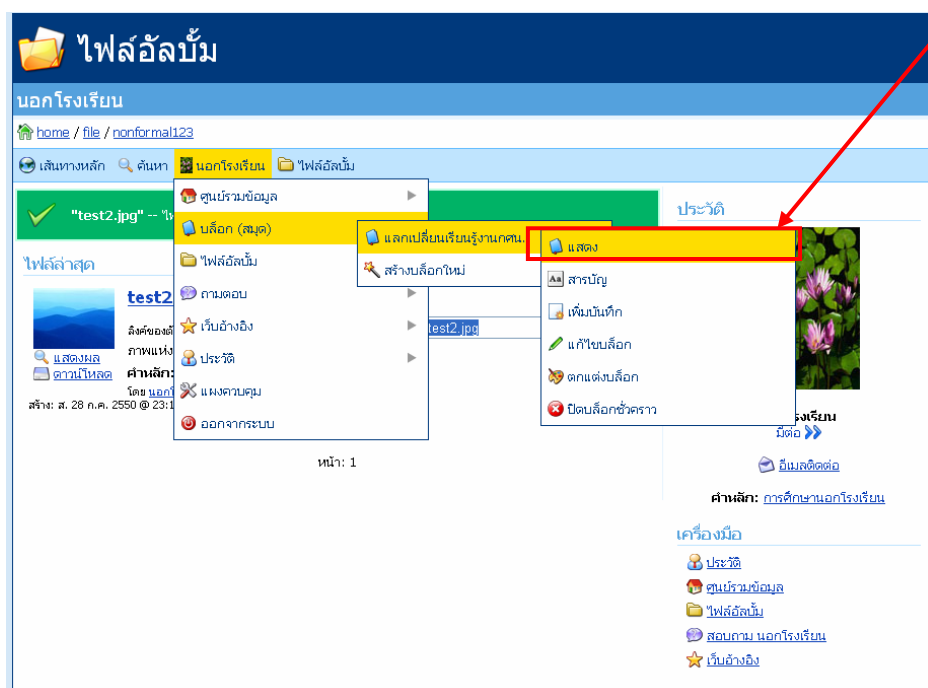 ไฟล์อัลบั้ม
นอกโรงเรียน
home / file / nonformal123
เส้นทางหลัก ค้นหา นอกโรงเรียน ไฟล์อัลบั้ม
"test2.jpg" --
ศูนย์รวมข้อมูล
บล็อก (สมุด)
ไฟล์อัลบั้ม
ถามตอบ
เว็บอ้างอิง
ประวัติ
แผงควบคุม
ออกจากระบบ
แลกเปลี่ยนเรียนรู้งานกศน.
สร้างบล็อกใหม่
แสดง
สารบัญ
เพิ่มบันทึก
แก้ไขบล็อก
ตกแต่งบล็อก
ปิดบล็อกชั่วคราว
ไฟล์ล่าสุด
test2
ลิงค์ของตั
test2.jpg
ภาพแห่ง
แสดงผล
ดาวน์โหลด คำหลัก:
โดย นอกโ
สร้าง: ส. 28 ก.ค. 2550 @ 23:1
หน้า: 1
ประวัติ
งเรียน
มีต่อ
อีเมลติดต่อ
คำหลัก: การศึกษานอกโรงเรียน
เครื่องมือ
ประวัติ
ศูนย์รวมข้อมูล
ไฟล์อัลบั้ม
สอบถาม นอกโรงเรียน
เว็บอ้างอิง